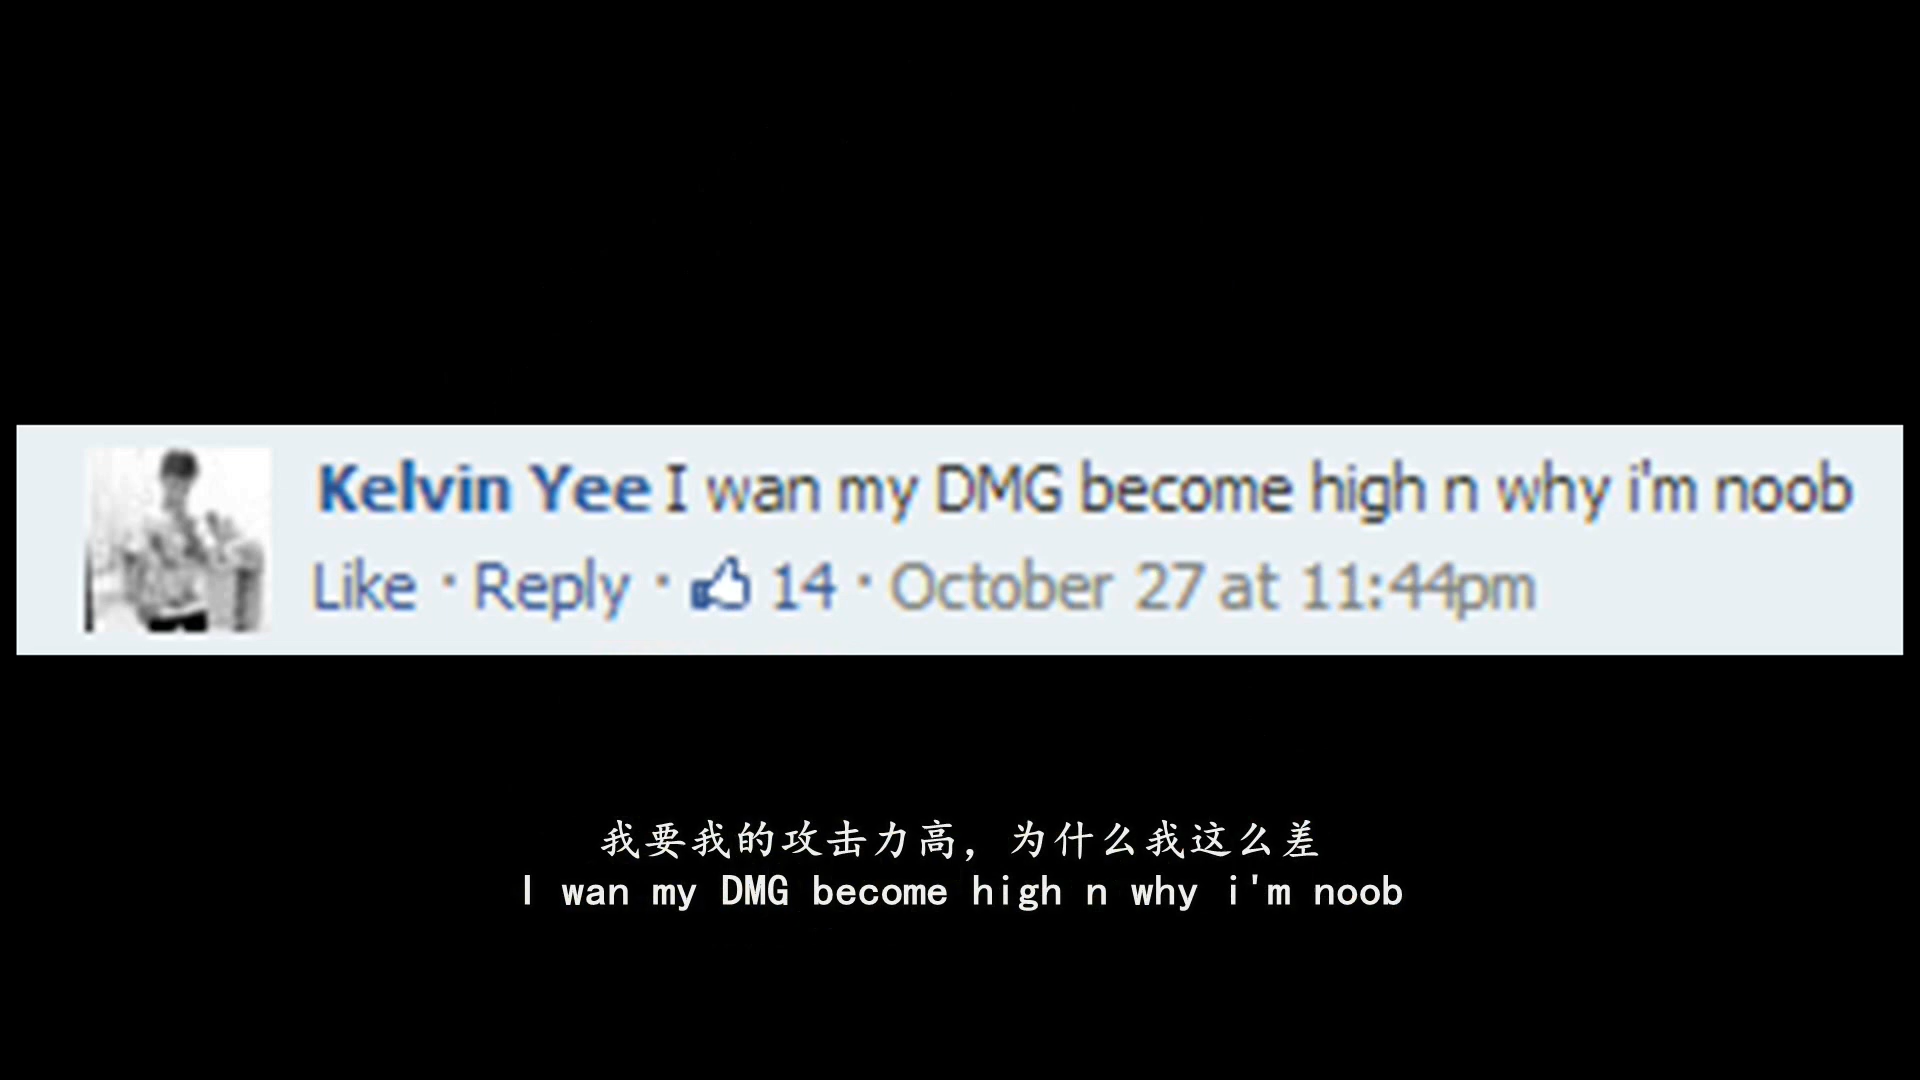 Kelvin Yee I wan my DMG become high n why i'm noob
Like · Reply · 14 · October 27 at 11:44pm
我要我的攻击力高，为什么我这么差
I wan my DMG become high n why i'm noob